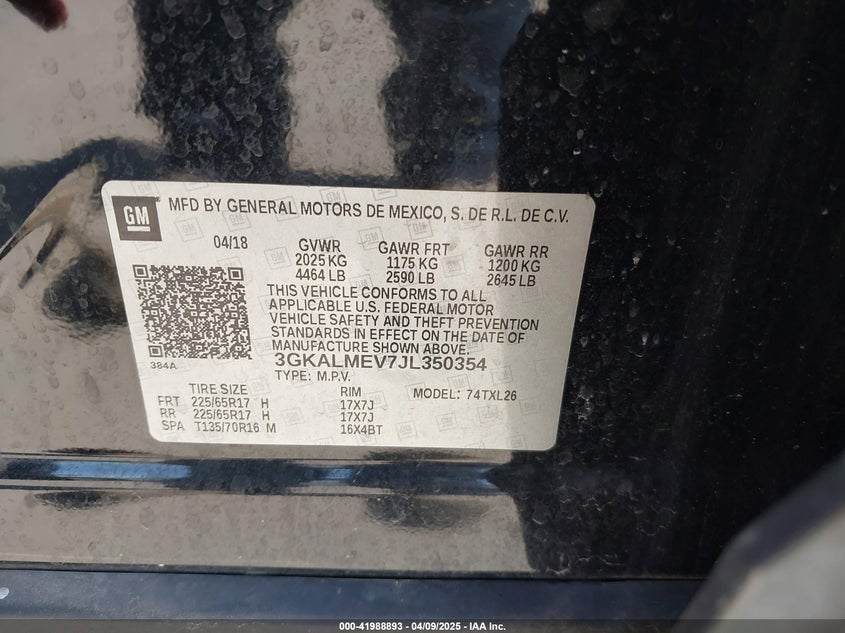 GM MFD BY GENERAL MOTORS DE MEXICO, S. DE R.L. DE C.V.
04/18 GVWR GAWR FRT GAWR RR
2025 KG 1175 KG 1200 KG
4464 LB 2590 LB 2645 LB
THIS VEHICLE CONFORMS TO ALL
APPLICABLE U.S. FEDERAL MOTOR
VEHICLE SAFETY AND THEFT PREVENTION
STANDARDS IN EFFECT ON THE DATE OF
MANUFACTURE SHOWN ABOVE.
384A 3GKALMEV7JL350354
TYPE: M.P.V.
TIRE SIZE RIM MODEL: 74TXL26
FRT 225/65R17 H 17X7J
RR 225/65R17 H 17X7J
SPA T135/70R16 M 16X4BT
000-41988893 - 04/09/2025 - IAA Inc.